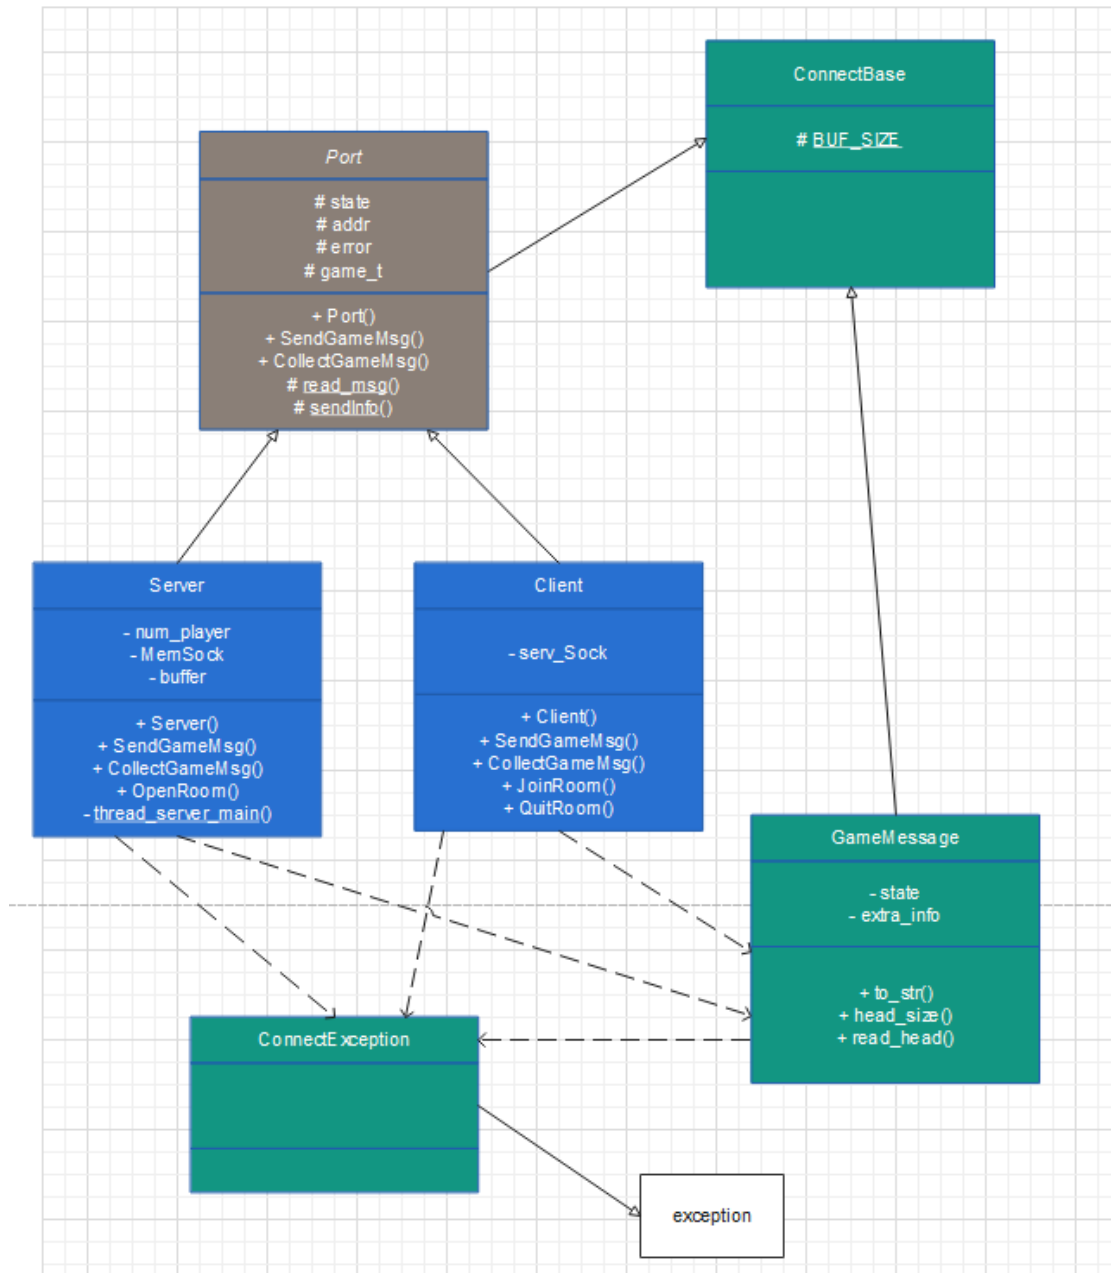 ConnectBase
# BUF_SIZE
Port
# state
# addr
# error
# game_t
+ Port()
+ SendGameMsg()
+ CollectGameMsg()
# read_msg()
# sendInfo()
Server
- num_player
- MemSock
- buffer
+ Server()
+ SendGameMsg()
+ CollectGameMsg()
+ OpenRoom()
- thread_server_main()
Client
- serv_Sock
+ Client()
+ SendGameMsg()
+ CollectGameMsg()
+ JoinRoom()
+ QuitRoom()
GameMessage
- state
- extra_info
+ to_str()
+ head_size()
+ read_head()
ConnectException
exception